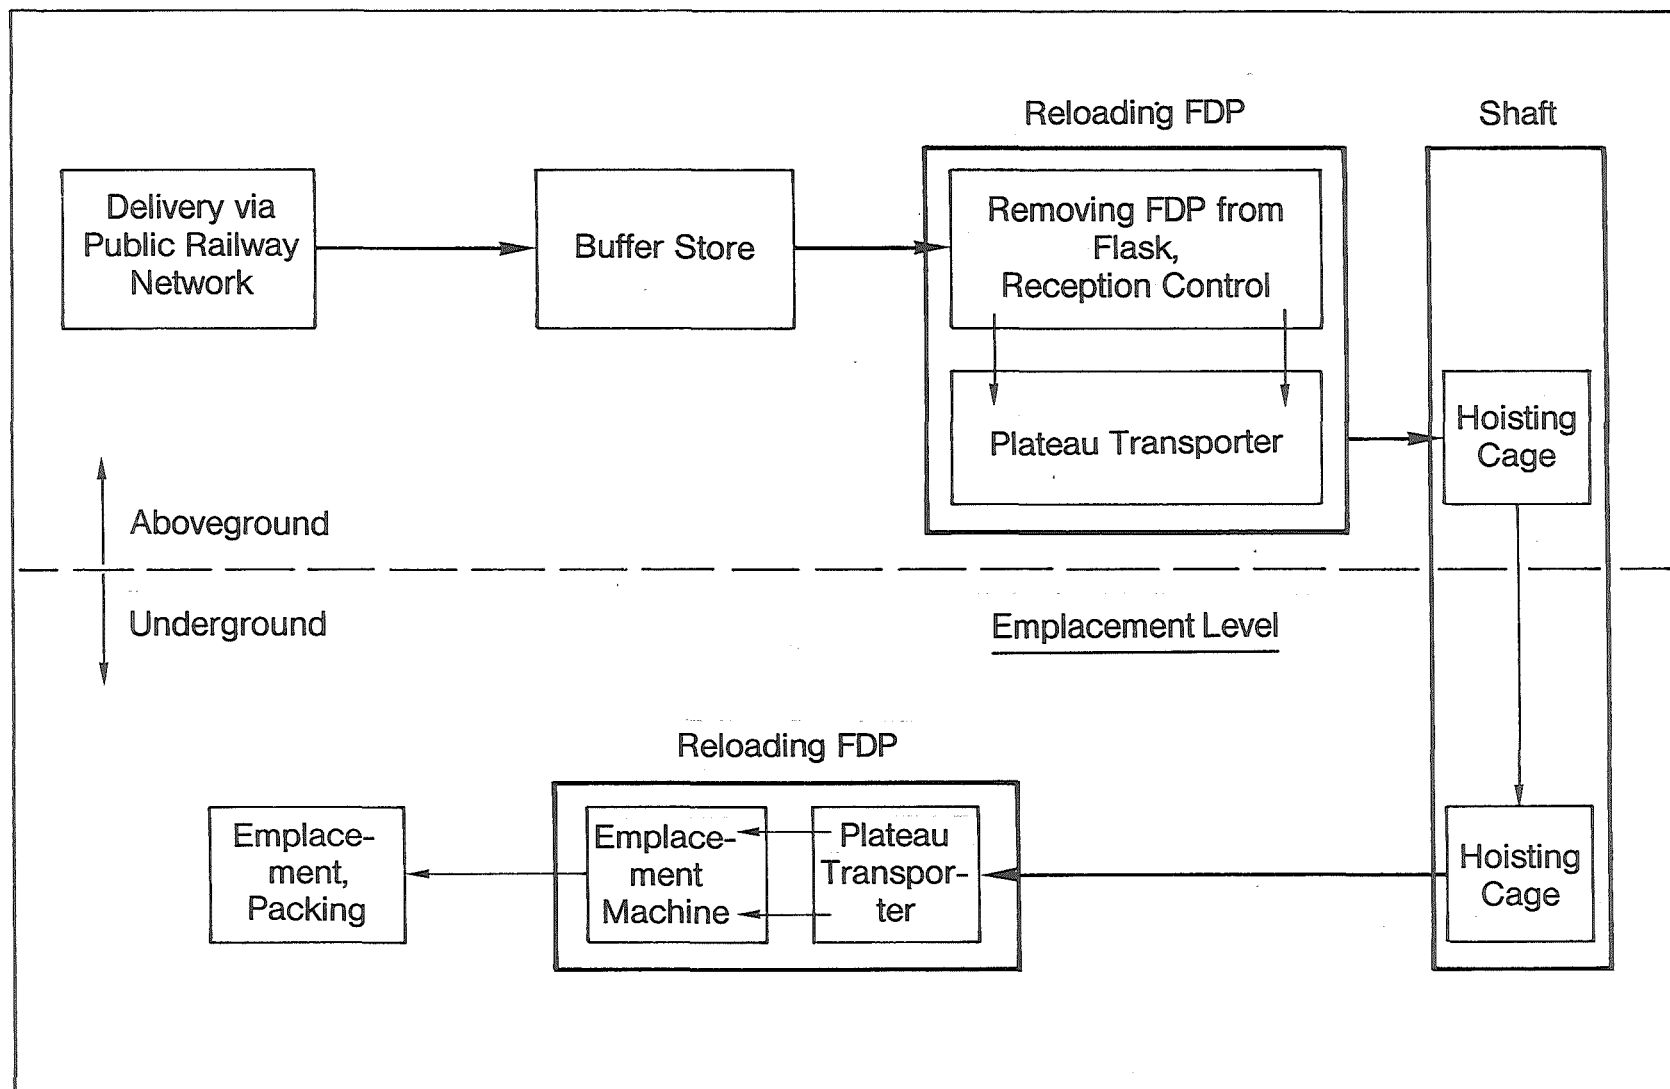 Reloading FDP
Shaft
Delivery via
Public Railway
Network
Buffer Store
Removing FDP from
Flask,
Reception Control
Plateau Transporter
Hoisting
Cage
Aboveground
Underground
Emplacement Level
Reloading FDP
Emplace-
ment,
Packing
Emplace-
ment
Machine
Plateau
Transpor-
ter
Hoisting
Cage